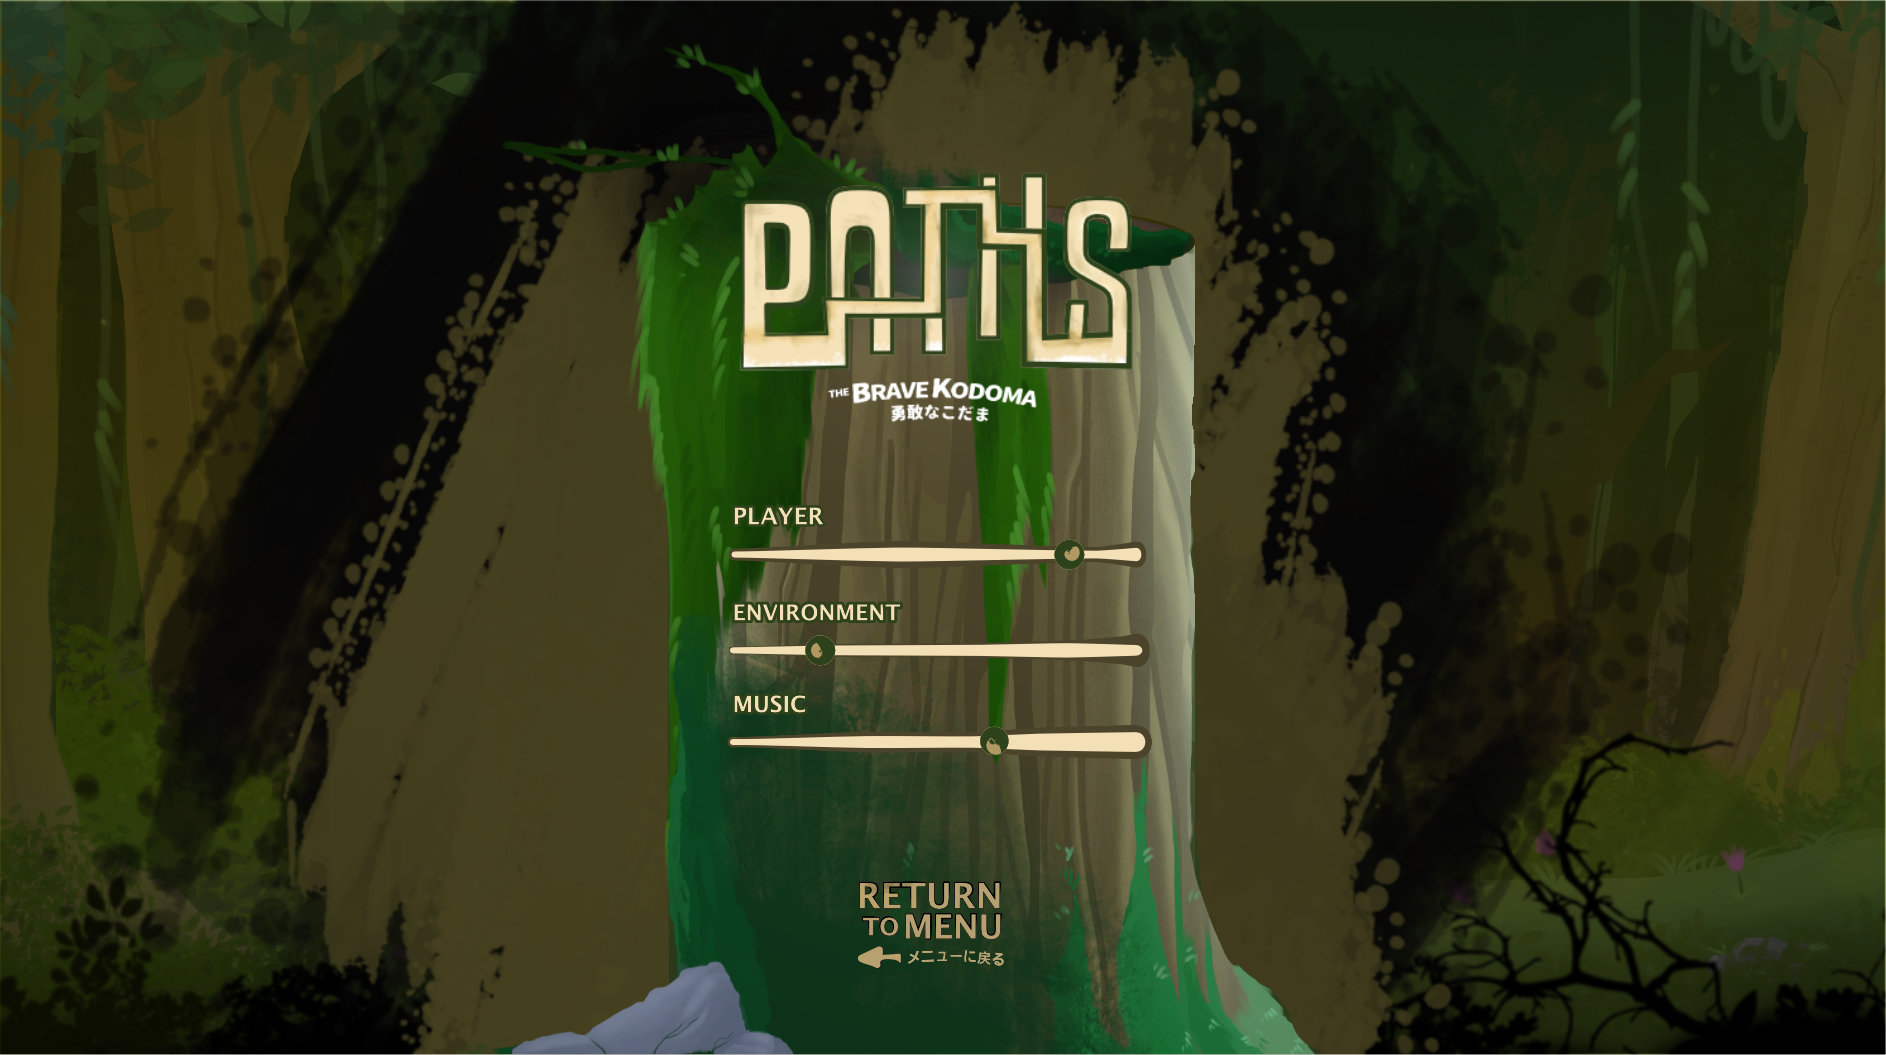 PATHS
THE BRAVE KODOMA
勇敢なこだま
PLAYER
ENVIRONMENT
MUSIC
RETURN
TO MENU
メニューに戻る